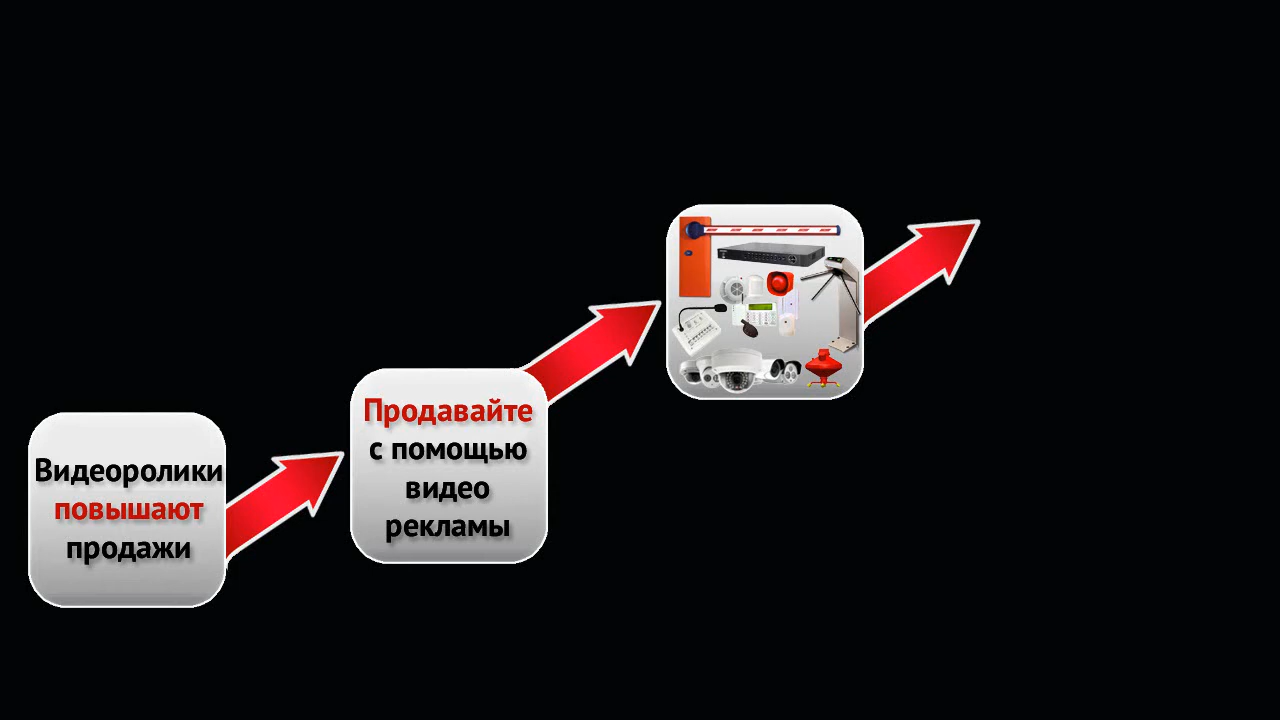 Видеоролики
повышают
продажи
Продавайте
с помощью
видео
рекламы